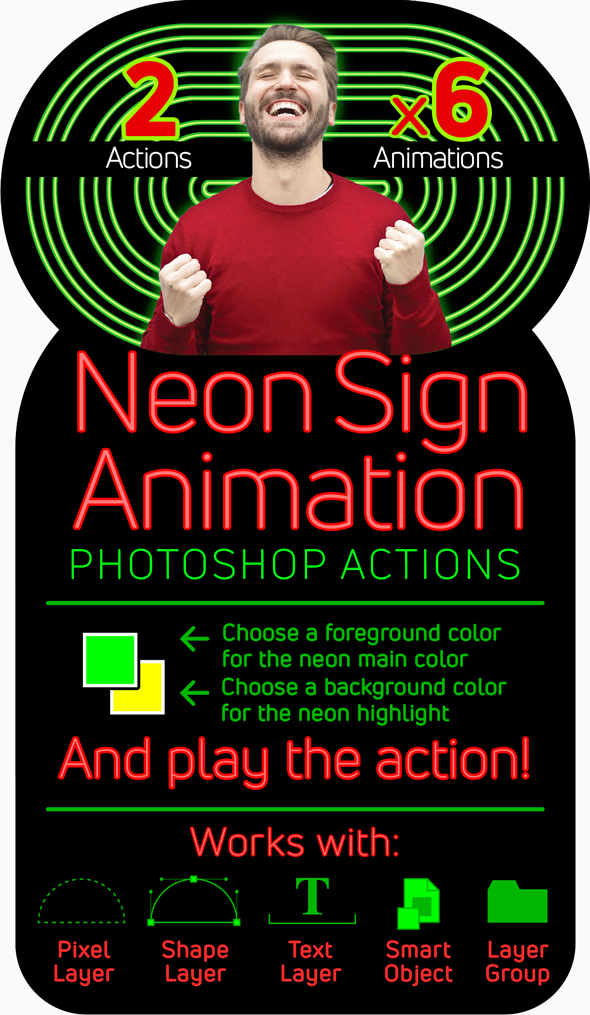 2
Actions
x6
Animations
Neon Sign
Animation
PHOTOSHOP ACTIONS
Choose a foreground color
for the neon main color
Choose a background color
for the neon highlight
And play the action!
Works with:
T
Pixel
Layer
Shape
Layer
Text
Layer
Smart
Object
Layer
Group